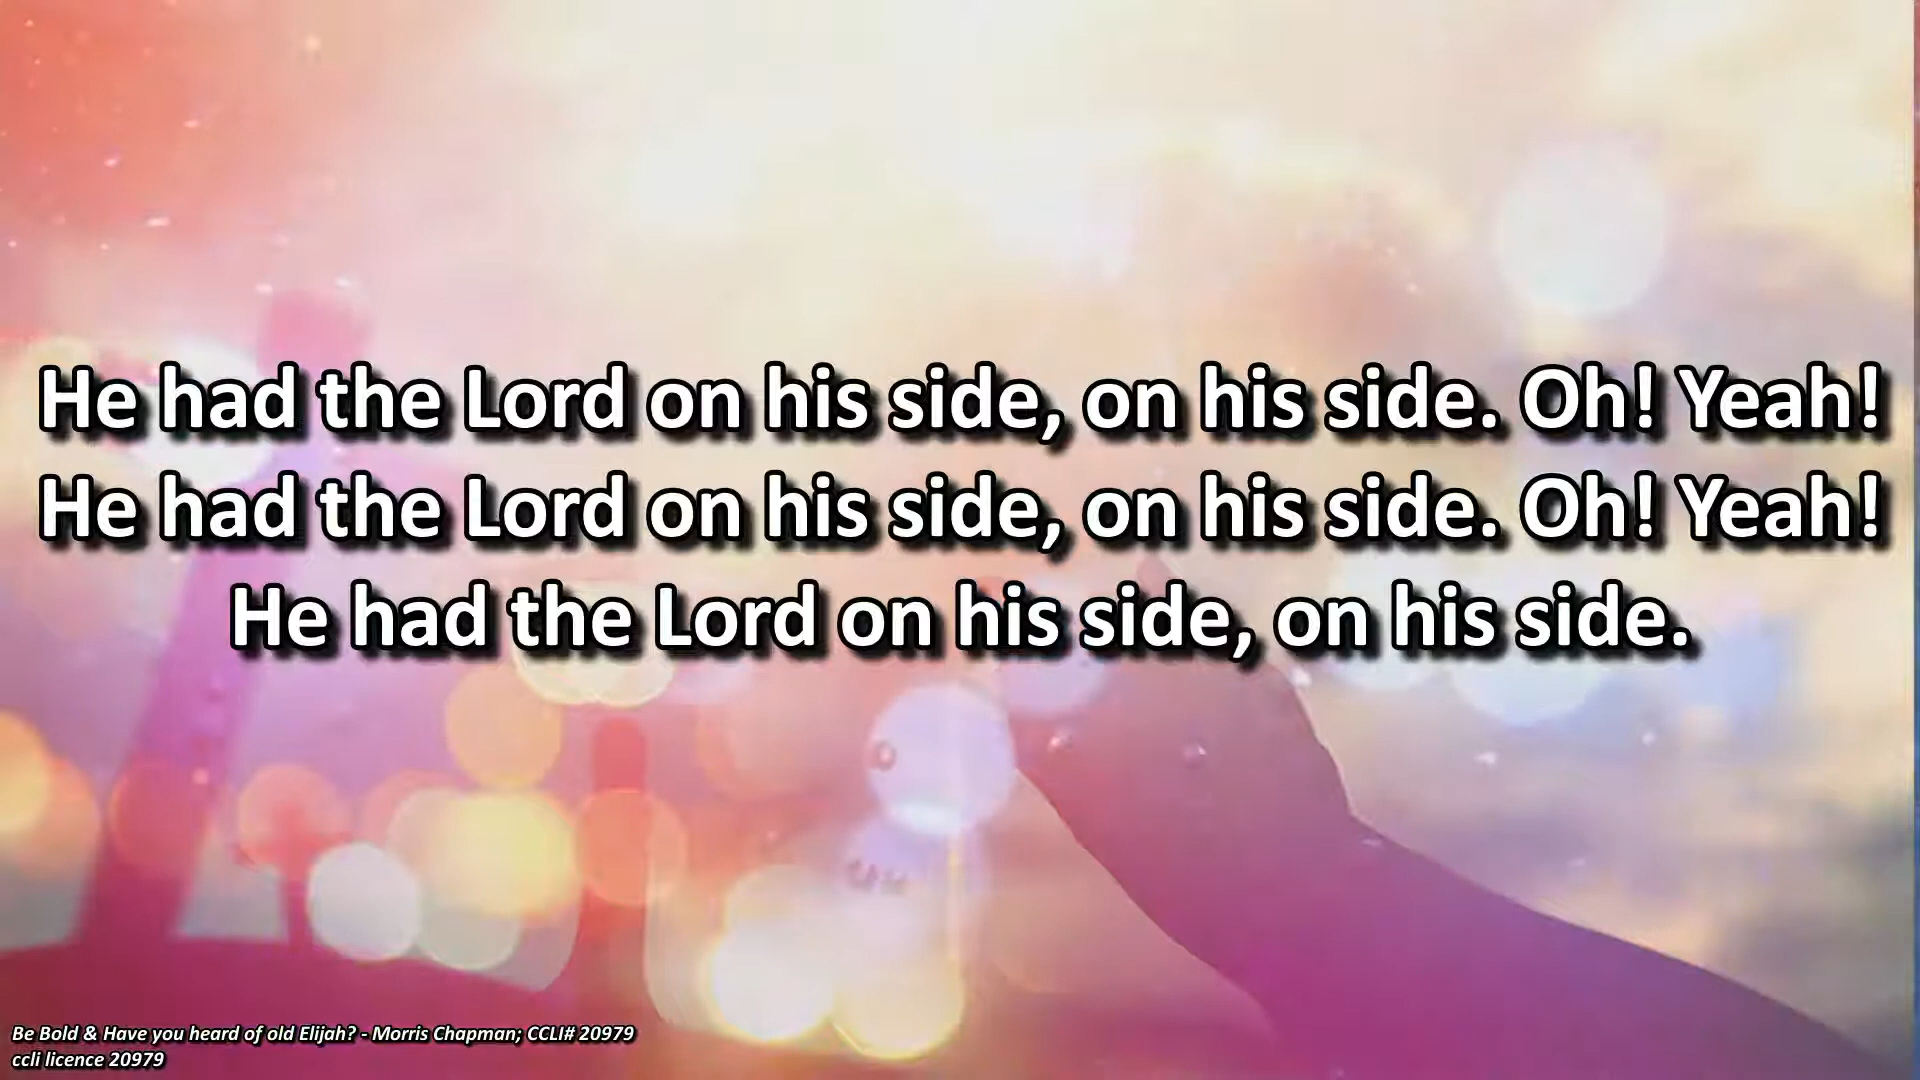 He had the Lord on his side, on his side. Oh! Yeah!
He had the Lord on his side, on his side. Oh! Yeah!
He had the Lord on his side, on his side.
Be Bold & Have you heard of old Elijah? - Morris Chapman; CCLI# 20979
ccli licence 20979